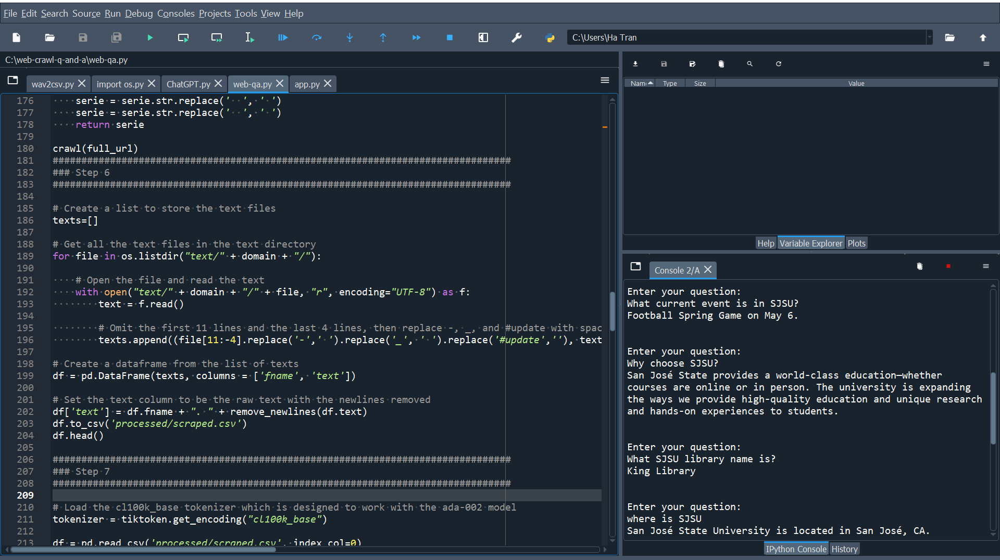 File Edit Search Source Run Debug Consoles Projects Tools View Help
C:\Users\Ha Tran
C:\web-crawl-q-and-a\web-qa.py
wav2csv.py import os.py ChatGPT.py web-qa.py app.py
176 serie = serie.str.replace('  ', ' ')
177 serie = serie.str.replace('  ', ' ')
178 return serie
179
180 crawl(full_url)
181 ################################################################################
182 ### Step 6
183 ################################################################################
184
185 # Create a list to store the text files
186 texts=[]
187
188 # Get all the text files in the text directory
189 for file in os.listdir("text/" + domain + "/"):
190
191 # Open the file and read the text
192 with open("text/" + domain + "/" + file, "r", encoding="UTF-8") as f:
193 text = f.read()
194
195 # Omit the first 11 lines and the last 4 lines, then replace -, _, and #update with spac
196 texts.append((file[11:-4].replace('-',' ').replace('_', ' ').replace('#update',''), text
197
198 # Create a dataframe from the list of texts
199 df = pd.DataFrame(texts, columns = ['fname', 'text'])
200
201 # Set the text column to be the raw text with the newlines removed
202 df['text'] = df.fname + ". " + remove_newlines(df.text)
203 df.to_csv('processed/scraped.csv')
204 df.head()
205
206 ################################################################################
207 ### Step 7
208 ################################################################################
209
210 # Load the cl100k_base tokenizer which is designed to work with the ada-002 model
211 tokenizer = tiktoken.get_encoding("cl100k_base")
212
213 df = pd.read_csv('processed/scraped.csv', index_col=0)
Nam Type Size Value
Help Variable Explorer Plots
Console 2/A
Enter your question:
What current event is in SJSU?
Football Spring Game on May 6.
Enter your question:
Why choose SJSU?
San José State provides a world-class education—whether
courses are online or in person. The university is expanding
the ways we provide high-quality education and unique research
and hands-on experiences to students.
Enter your question:
What SJSU library name is?
King Library
Enter your question:
where is SJSU
San José State University is located in San José, CA.
IPython Console History